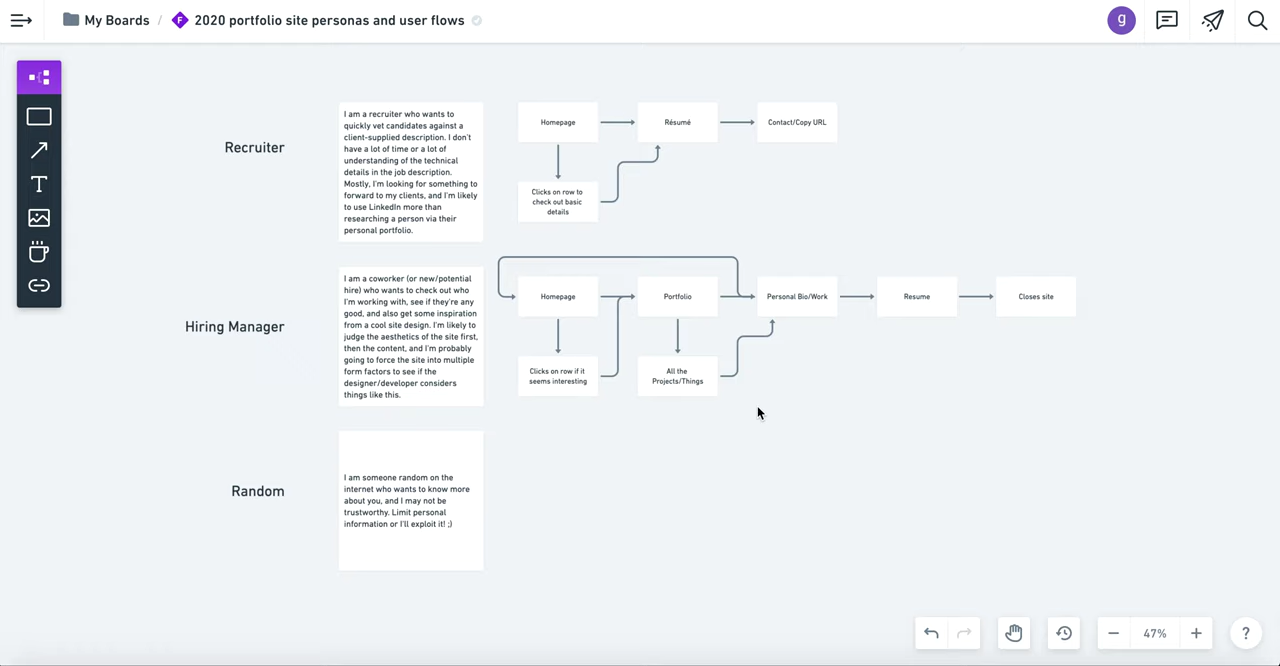 My Boards / 2020 portfolio site personas and user flows
g
F
T
Recruiter
I am a recruiter who wants to
quickly vet candidates against a
client-supplied description. I don't
have a lot of time or a lot of
understanding of the technical
details in the job description.
Mostly, I'm looking for something to
forward to my clients, and I'm likely
to use LinkedIn more than
researching a person via their
personal portfolio.
Homepage
Résumé
Contact/Copy URL
Clicks on row to
check out basic
details
Hiring Manager
I am a coworker (or new/potential
hire) who wants to check out who
I'm working with, see if they're any
good, and also get some inspiration
from a cool site design. I'm likely to
judge the aesthetics of the site first,
then the content, and I'm probably
going to force the site into multiple
form factors to see if the
designer/developer considers
things like this.
Homepage
Portfolio
Personal Bio/Work
Resume
Closes site
Clicks on row if it
seems interesting
All the
Projects/Things
Random
I am someone random on the
internet who wants to know more
about you, and I may not be
trustworthy. Limit personal
information or I'll exploit it! ;)
47%
?